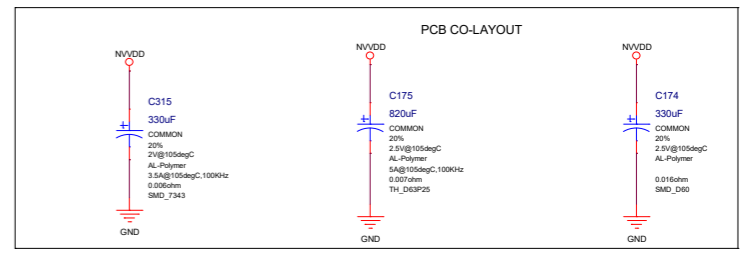 PCB CO-LAYOUT
NVVDD
C315
330uF
COMMON
20%
2V@105degC
AL-Polymer
3.5A@105degC,100KHz
0.006ohm
SMD_7343
GND
NVVDD
C175
820uF
COMMON
20%
2.5V@105degC
AL-Polymer
5A@105degC,100KHz
0.007ohm
TH_D63P25
GND
NVVDD
C174
330uF
COMMON
20%
2.5V@105degC
AL-Polymer
0.016ohm
SMD_D60
GND